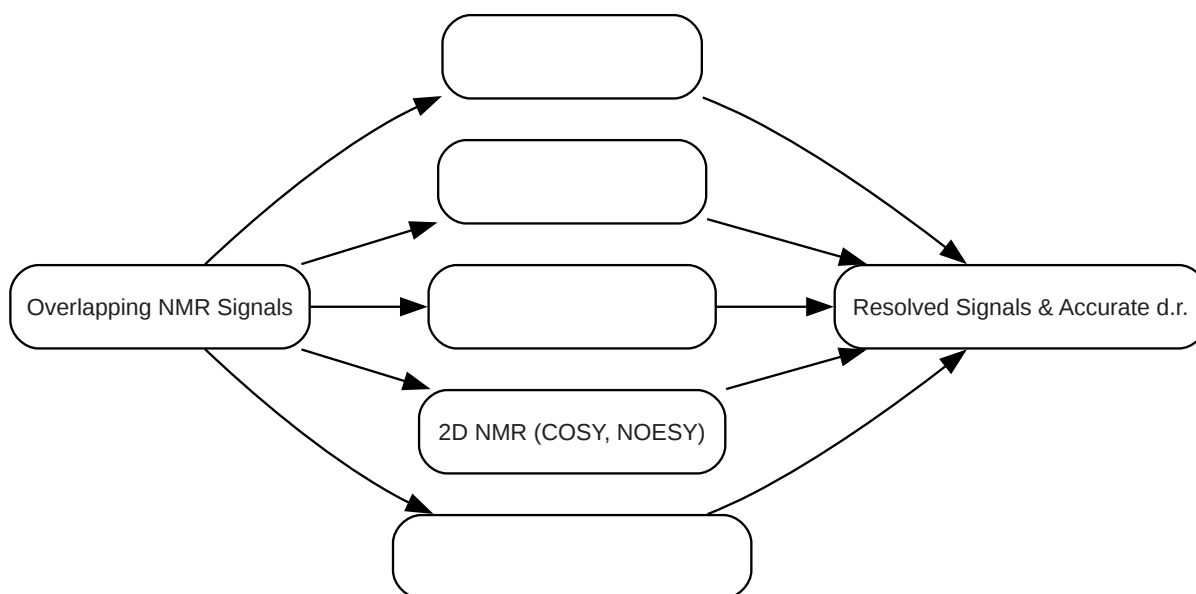 Overlapping NMR Signals
Resolved Signals & Accurate d.r.
2D NMR (COSY, NOESY)